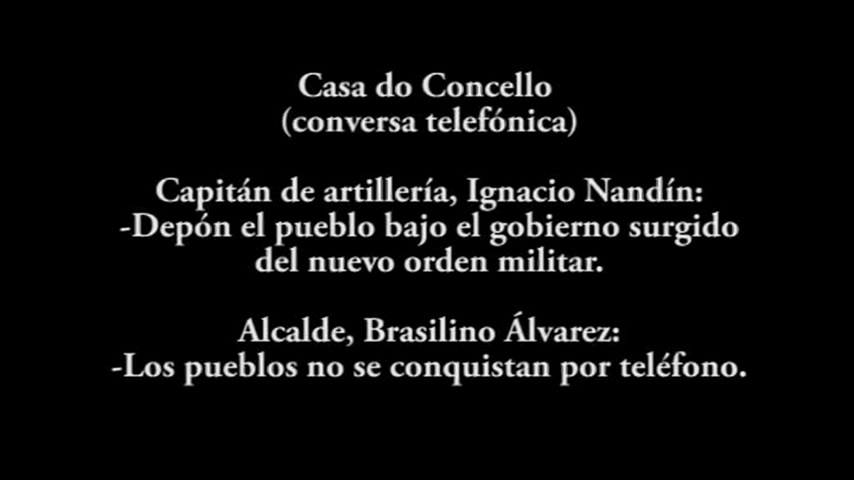 Casa do Concello
(conversa telefónica)
Capitán de artillería, Ignacio Nandín:
-Depón el pueblo bajo el gobierno surgido
del nuevo orden militar.
Alcalde, Brasilino Álvarez:
-Los pueblos no se conquistan por teléfono.